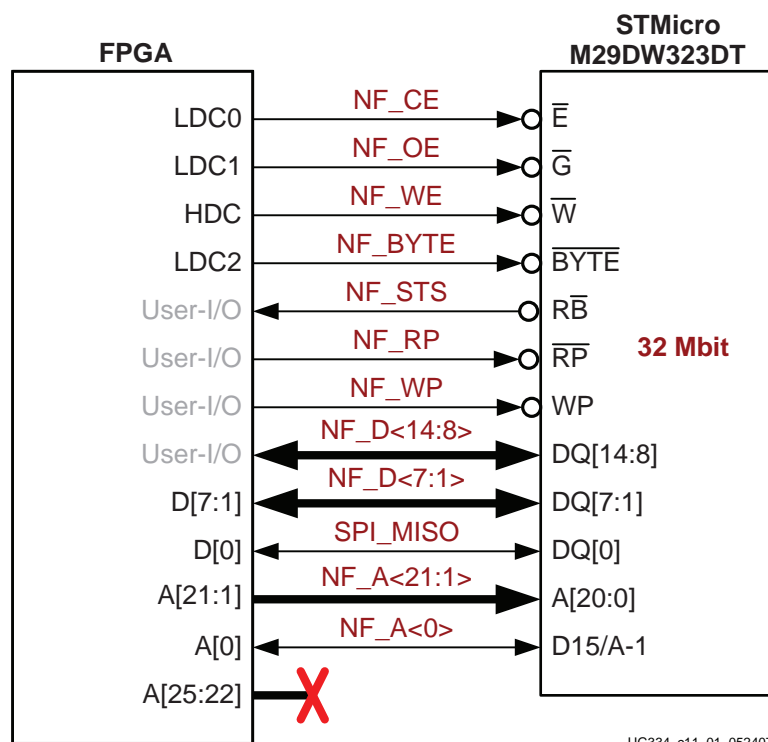 FPGA
STMicro
M29DW323DT
LDC0 NF_CE E
LDC1 NF_OE G
HDC NF_WE W
LDC2 NF_BYTE BYTE
User-I/O NF_STS RB
User-I/O NF_RP RP 32 Mbit
User-I/O NF_WP WP
User-I/O NF_D<14:8> DQ[14:8]
D[7:1] NF_D<7:1> DQ[7:1]
D[0] SPI_MISO DQ[0]
A[21:1] NF_A<21:1> A[20:0]
A[0] NF_A<0> D15/A-1
A[25:22]